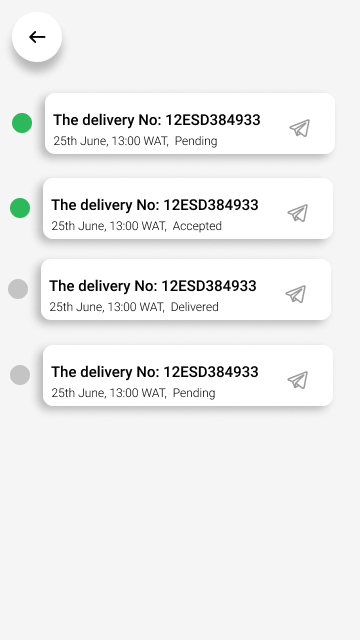 The delivery No: 12ESD384933
25th June, 13:00 WAT, Pending
The delivery No: 12ESD384933
25th June, 13:00 WAT, Accepted
The delivery No: 12ESD384933
25th June, 13:00 WAT, Delivered
The delivery No: 12ESD384933
25th June, 13:00 WAT, Pending